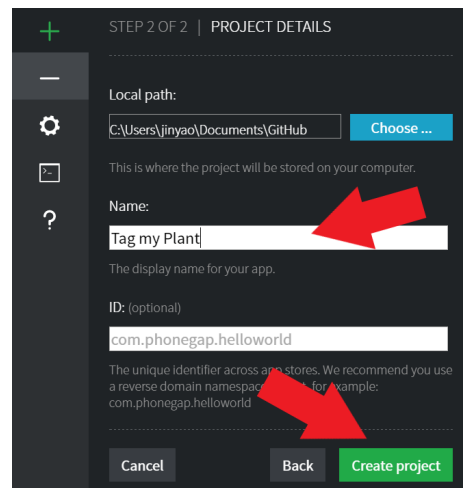 STEP 2 OF 2 | PROJECT DETAILS
Local path:
C:\Users\jinyao\Documents\GitHub
Choose ...
This is where the project will be stored on your computer.
Name:
Tag my Plant
The display name for your app.
ID: (optional)
com.phonegap.helloworld
The unique identifier across app stores. We recommend you use
a reverse domain namespace for example:
com.phonegap.helloworld
Cancel
Back
Create project